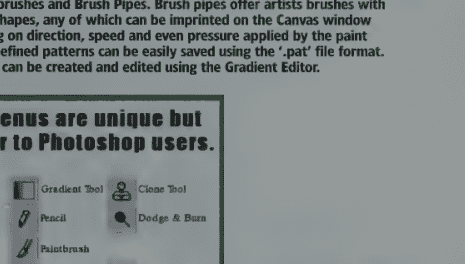 brushes and Brush Pipes. Brush pipes offer artists brushes with
hapes, any of which can be imprinted on the Canvas window
g on direction, speed and even pressure applied by the paint
efined patterns can be easily saved using the '.pat' file format.
can be created and edited using the Gradient Editor.
enus are unique but
r to Photoshop users.
Gradient Tool
Clone Tool
Pencil
Dodge & Burn
Paintbrush